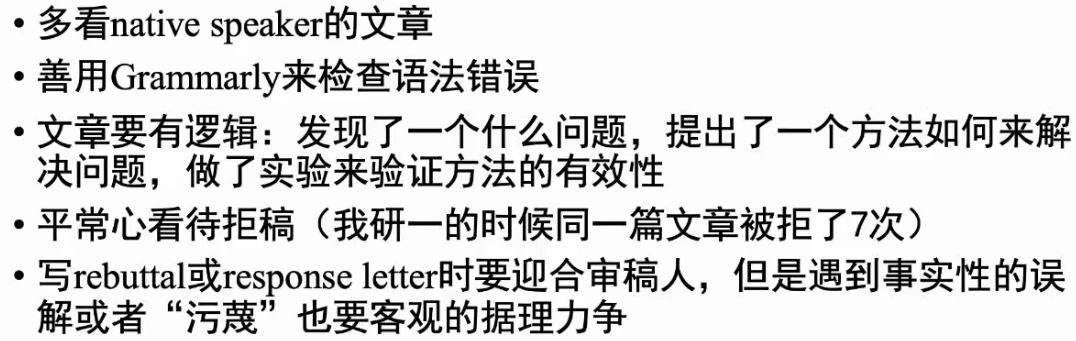 • 多看native speaker的文章
• 善用Grammarly来检查语法错误
• 文章要有逻辑：发现了一个什么问题，提出了一个方法如何来解
决问题，做了实验来验证方法的有效性
• 平常心看待拒稿（我研一的时候同一篇文章被拒了7次）
• 写rebuttal或response letter时要迎合审稿人，但是遇到事实性的误
解或者“污蔑”也要客观的据理力争